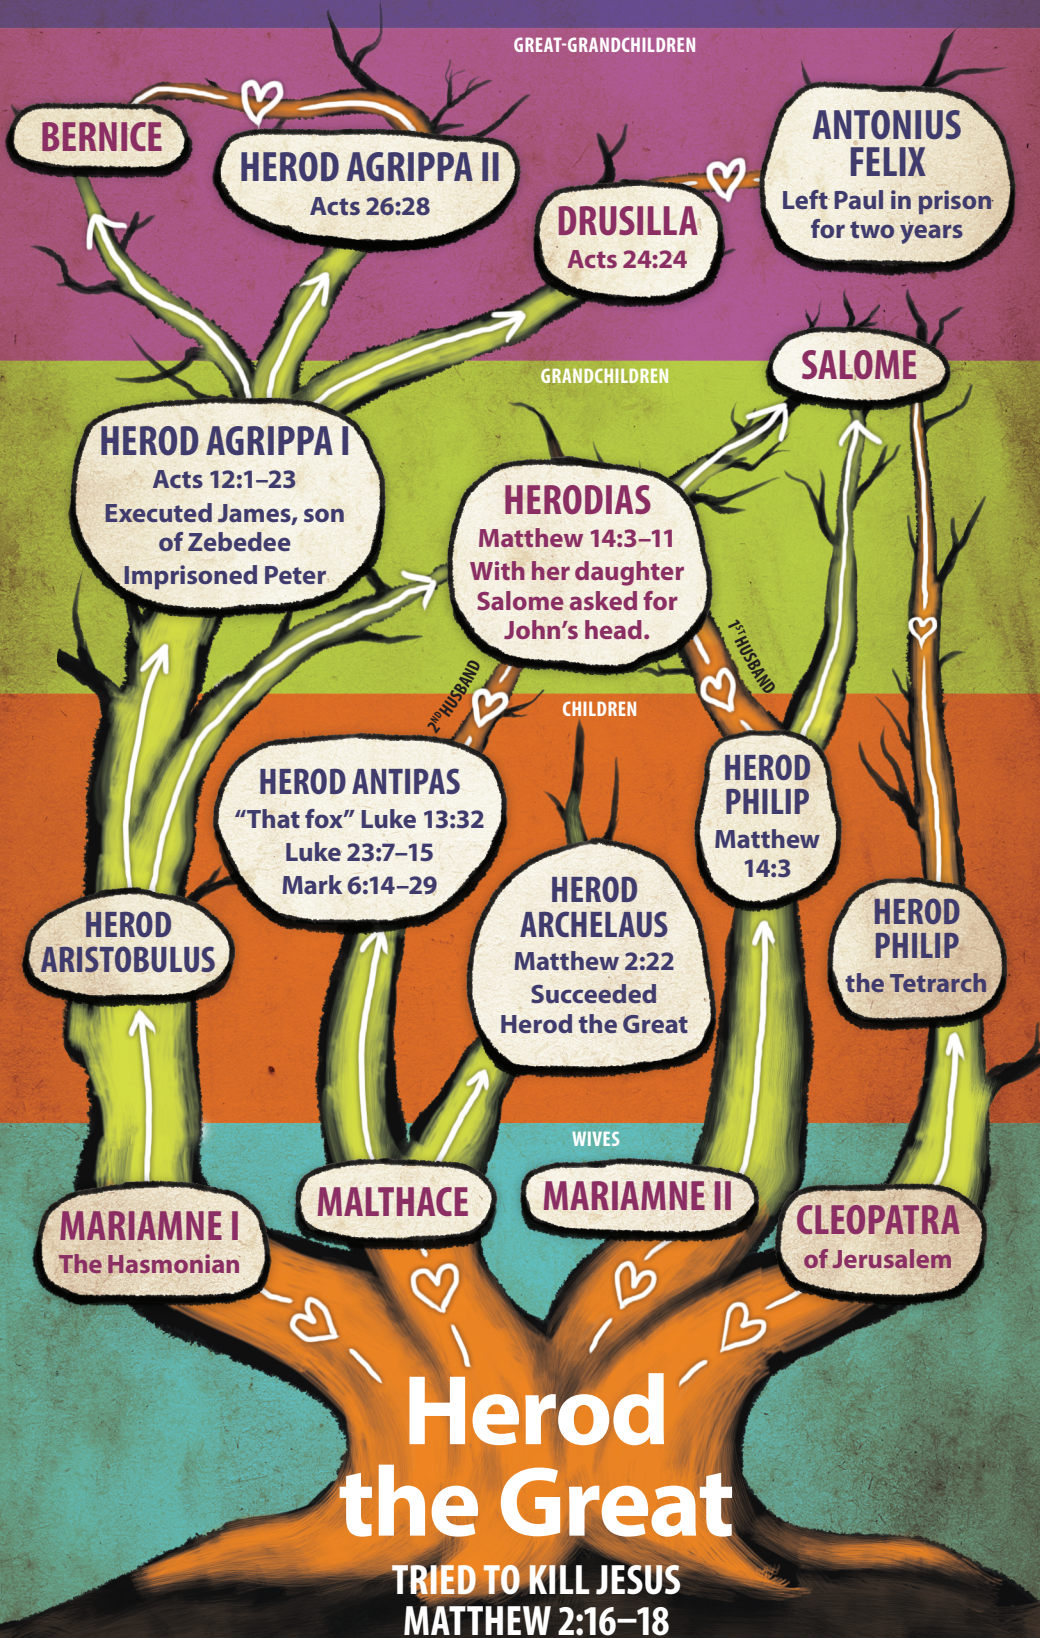 GREAT-GRANDCHILDREN
BERNICE
HEROD AGRIPPA II
Acts 26:28
DRUSILLA
Acts 24:24
ANTONIUS
FELIX
Left Paul in prison
for two years
GRANDCHILDREN
SALOME
HEROD AGRIPPA I
Acts 12:1–23
Executed James, son
of Zebedee
Imprisoned Peter
HERODIAS
Matthew 14:3–11
With her daughter
Salome asked for
John’s head.
2ND HUSBAND
1ST HUSBAND
CHILDREN
HEROD ANTIPAS
“That fox” Luke 13:32
Luke 23:7–15
Mark 6:14–29
HEROD
PHILIP
Matthew
14:3
HEROD
ARISTOBULUS
HEROD
ARCHELAUS
Matthew 2:22
Succeeded
Herod the Great
HEROD
PHILIP
the Tetrarch
WIVES
MARIAMNE I
The Hasmonian
MALTHACE
MARIAMNE II
CLEOPATRA
of Jerusalem
Herod
the Great
TRIED TO KILL JESUS
MATTHEW 2:16–18